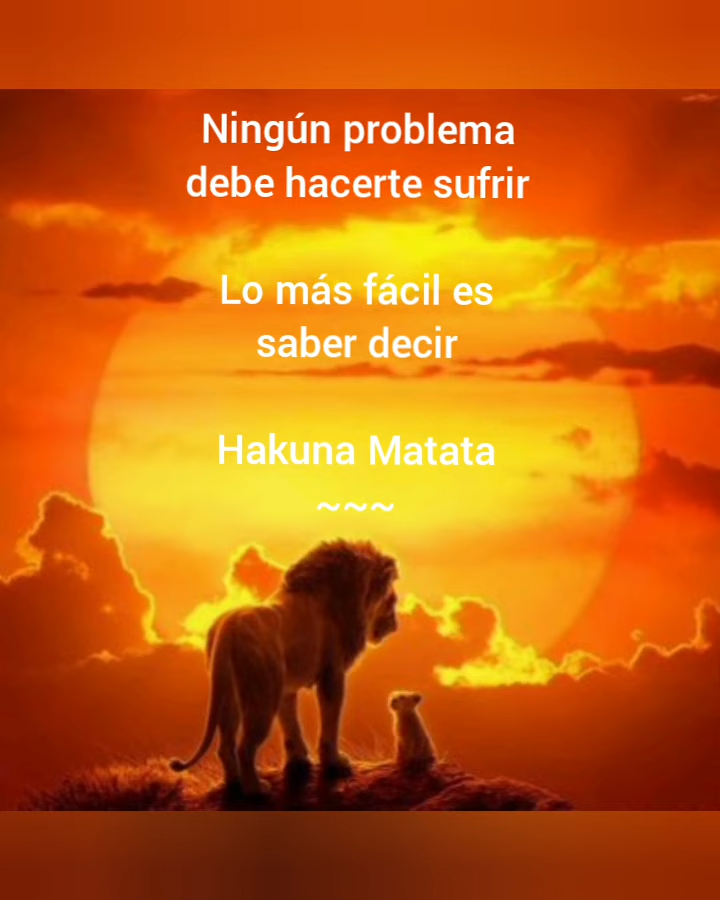 Ningún problema
debe hacerte sufrir
Lo más fácil es
saber decir
Hakuna Matata
~~~